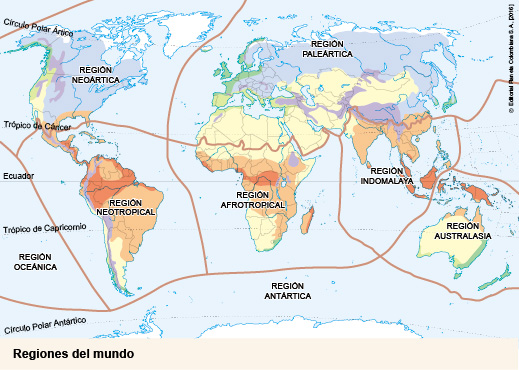 Círculo Polar Ártico
© Editorial Planeta Colombiana S. A. (2016)
REGIÓN
PALEÁRTICA
REGIÓN
NEOÁRTICA
Trópico de Cáncer
Ecuador
REGIÓN
INDOMALAYA
REGIÓN
NEOTROPICAL
REGIÓN
AFROTROPICAL
Trópico de Capricornio
REGIÓN
AUSTRALASIA
REGIÓN
OCEÁNICA
REGIÓN
ANTÁRTICA
Círculo Polar Antártico
Regiones del mundo